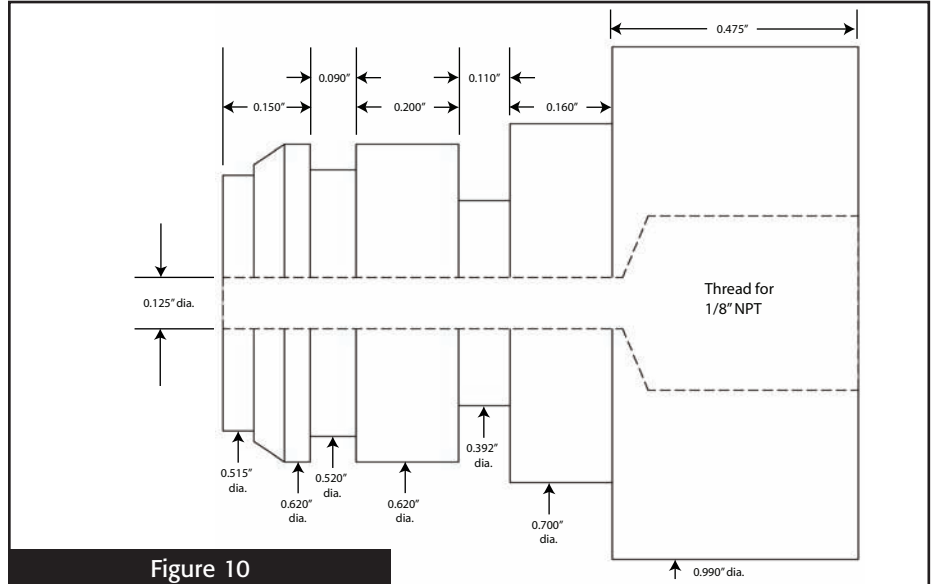 0.475"
0.090"
0.110"
0.150"
0.200"
0.160"
0.125" dia.
Thread for
1/8" NPT
0.515"
dia.
0.620"
dia.
0.520"
dia.
0.620"
dia.
0.392"
dia.
0.700"
dia.
0.990" dia.
Figure 10